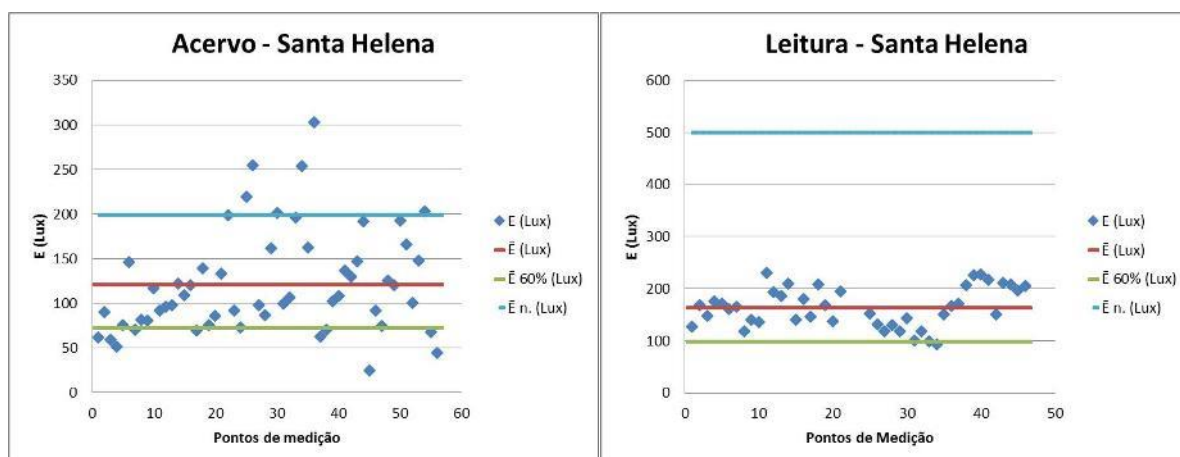 Acervo - Santa Helena
350
300
250
200
150
100
50
0
E (Lux)
0 10 20 30 40 50 60
Pontos de medição
E (Lux)
Ē (Lux)
Ē 60% (Lux)
Ē n. (Lux)
Leitura - Santa Helena
600
500
400
300
200
100
0
E (Lux)
0 10 20 30 40 50
Pontos de Medição
E (Lux)
Ē (Lux)
Ē 60% (Lux)
Ē n. (Lux)